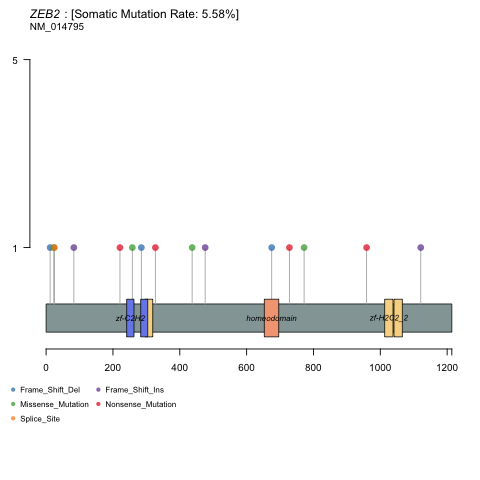 ZEB2 : [Somatic Mutation Rate: 5.58%]
NM_014795
5
1
zf-C2H2 homeodomain zf-H2C2_2
0 200 400 600 800 1000 1200
Frame_Shift_Del Frame_Shift_Ins
Missense_Mutation Nonsense_Mutation
Splice_Site